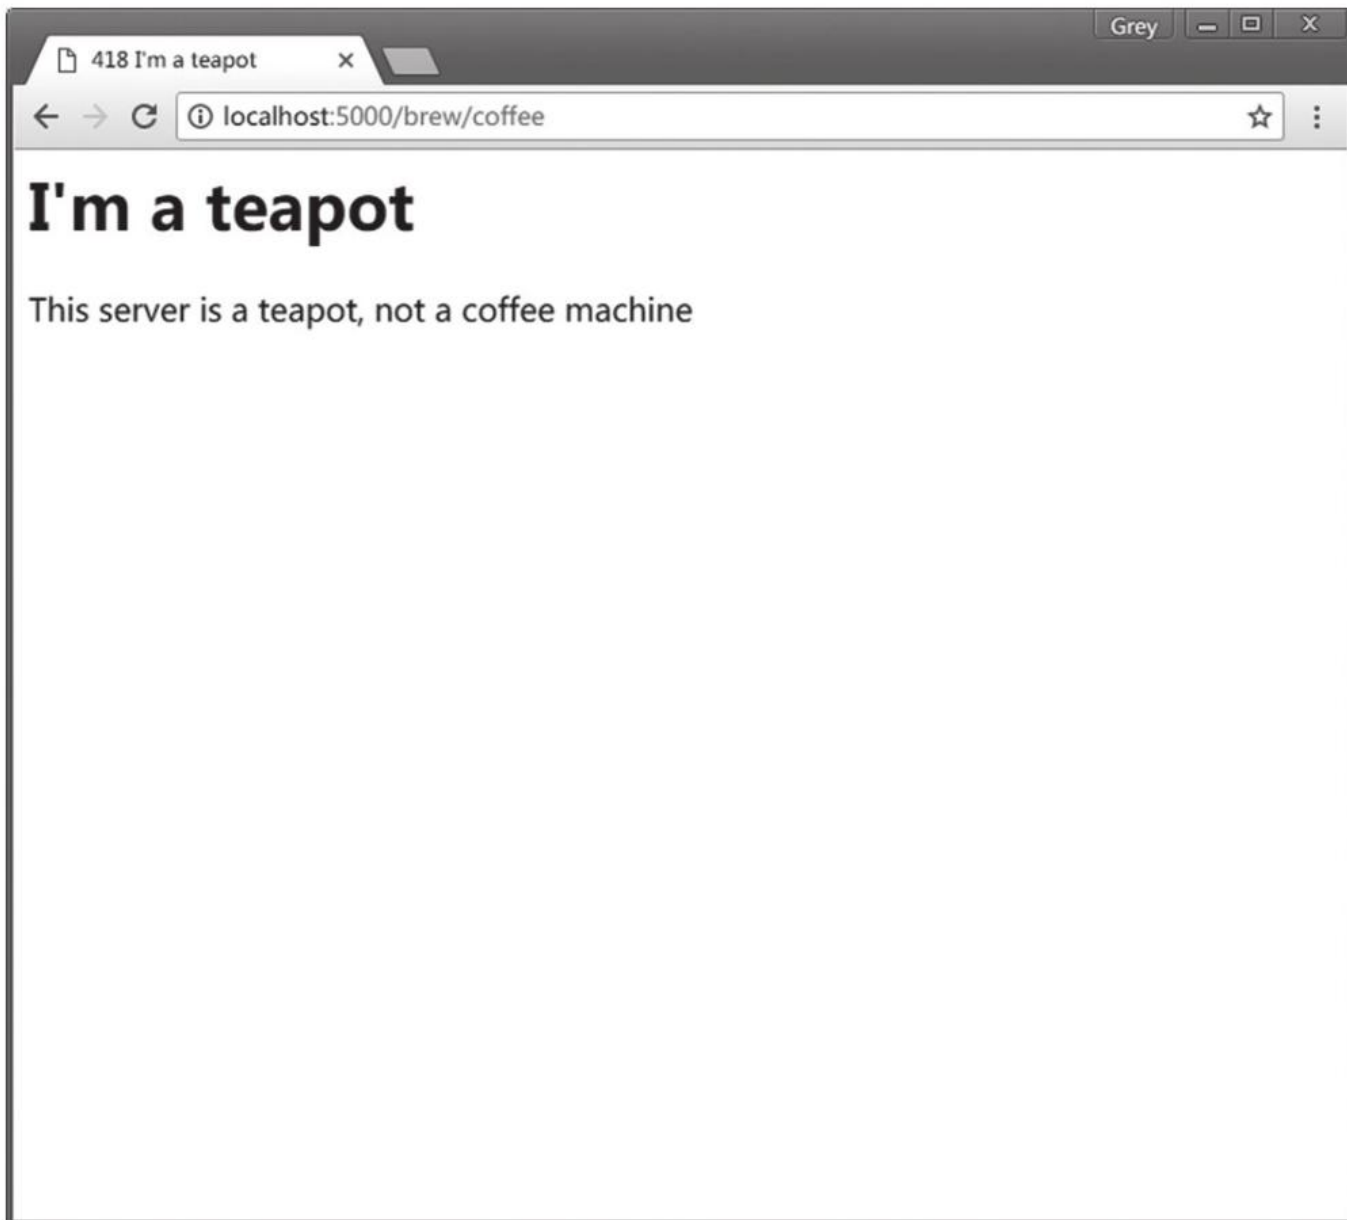 Grey
418 I'm a teapot
localhost:5000/brew/coffee
I'm a teapot
This server is a teapot, not a coffee machine